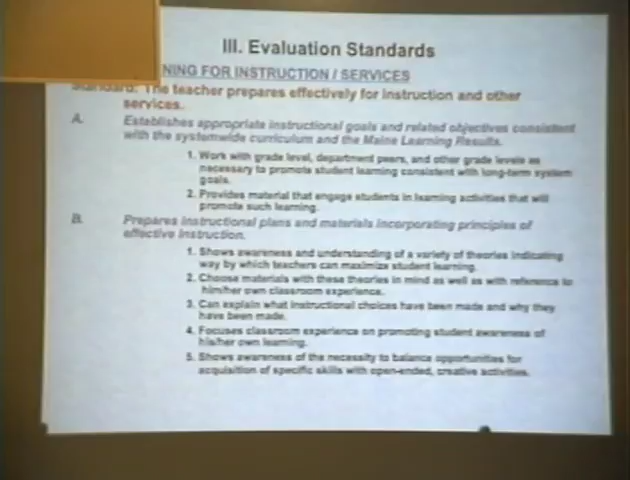 III. Evaluation Standards
NING FOR INSTRUCTION / SERVICES
Standard: The teacher prepares effectively for instruction and other
services.
A. Establishes appropriate instructional goals and related objectives consistent
with the systemwide curriculum and the Maine Learning Results.
1. Work with grade level, department peers, and other grade levels as
necessary to promote student learning consistent with long-term system
goals.
2. Provides material that engage students in learning activities that will
promote such learning.
B. Prepares instructional plans and materials incorporating principles of
effective instruction.
1. Shows awareness and understanding of a variety of theories indicating
way by which teachers can maximize student learning.
2. Choose materials with these theories in mind as well as with reference to
him/her own classroom experience.
3. Can explain what instructional choices have been made and why they
have been made.
4. Focuses classroom experience on promoting student awareness of
his/her own learning.
5. Shows awareness of the necessity to balance opportunities for
acquisition of specific skills with open-ended, creative activities.